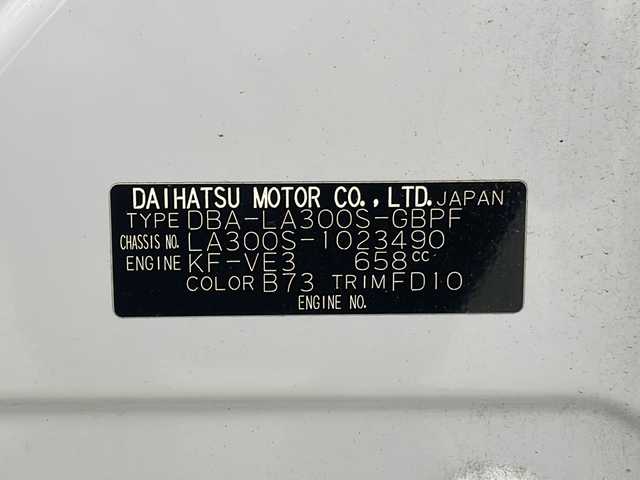 DAIHATSU MOTOR CO., LTD. JAPAN
TYPE DBA-LA300S-GBPF
CHASSIS NO. LA300S-1023490
ENGINE KF-VE3 658cc
COLOR B73 TRIM FD10
ENGINE NO.